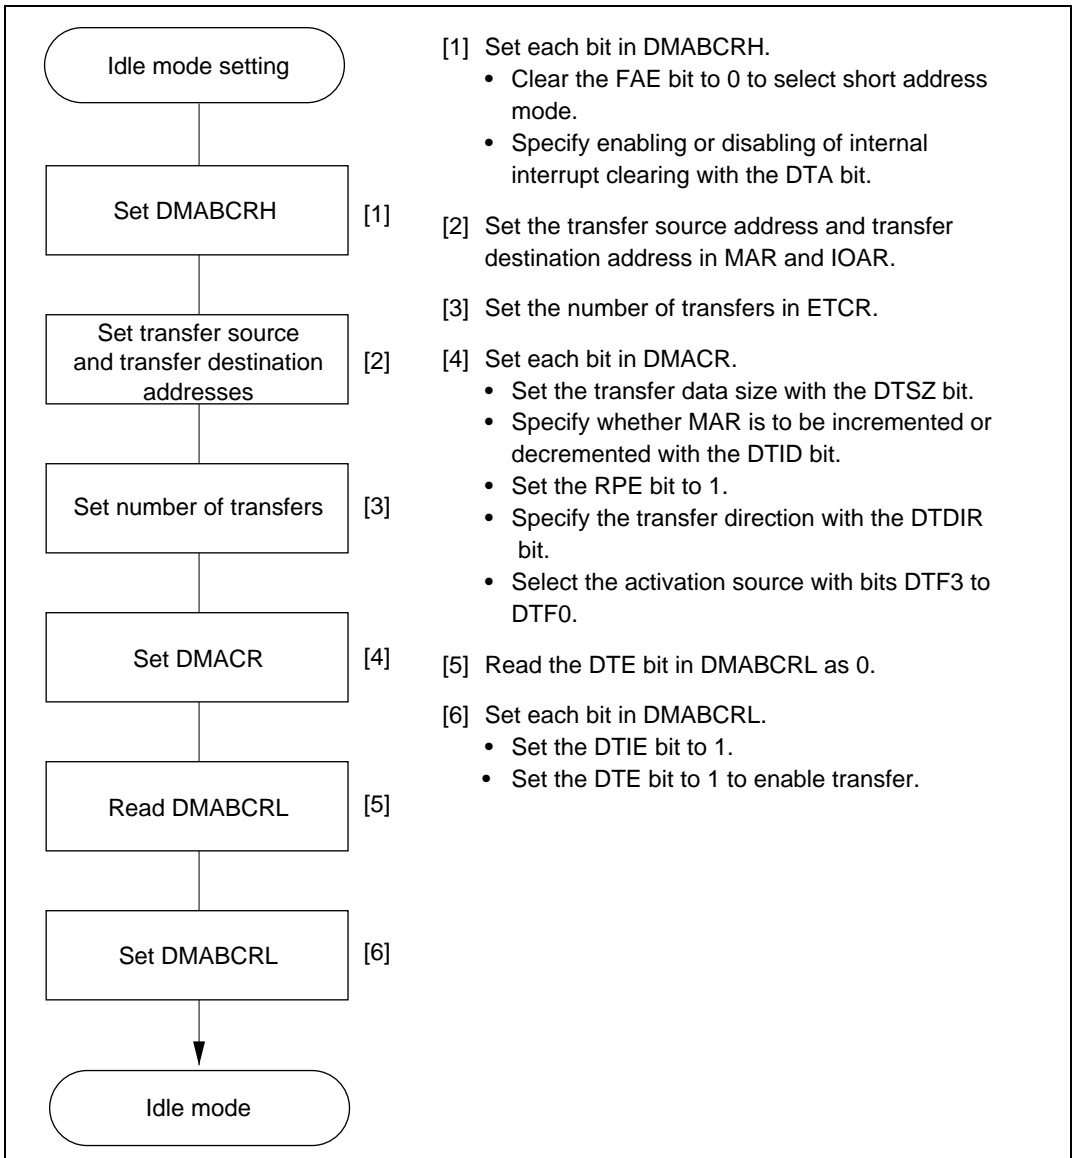 Idle mode setting
Set DMABCRH
[1]
Set transfer source
and transfer destination
addresses
[2]
Set number of transfers
[3]
Set DMACR
[4]
Read DMABCRL
[5]
Set DMABCRL
[6]
Idle mode
[1] Set each bit in DMABCRH.
• Clear the FAE bit to 0 to select short address
mode.
• Specify enabling or disabling of internal
interrupt clearing with the DTA bit.
[2] Set the transfer source address and transfer
destination address in MAR and IOAR.
[3] Set the number of transfers in ETCR.
[4] Set each bit in DMACR.
• Set the transfer data size with the DTSZ bit.
• Specify whether MAR is to be incremented or
decremented with the DTID bit.
• Set the RPE bit to 1.
• Specify the transfer direction with the DTDIR
bit.
• Select the activation source with bits DTF3 to
DTF0.
[5] Read the DTE bit in DMABCRL as 0.
[6] Set each bit in DMABCRL.
• Set the DTIE bit to 1.
• Set the DTE bit to 1 to enable transfer.